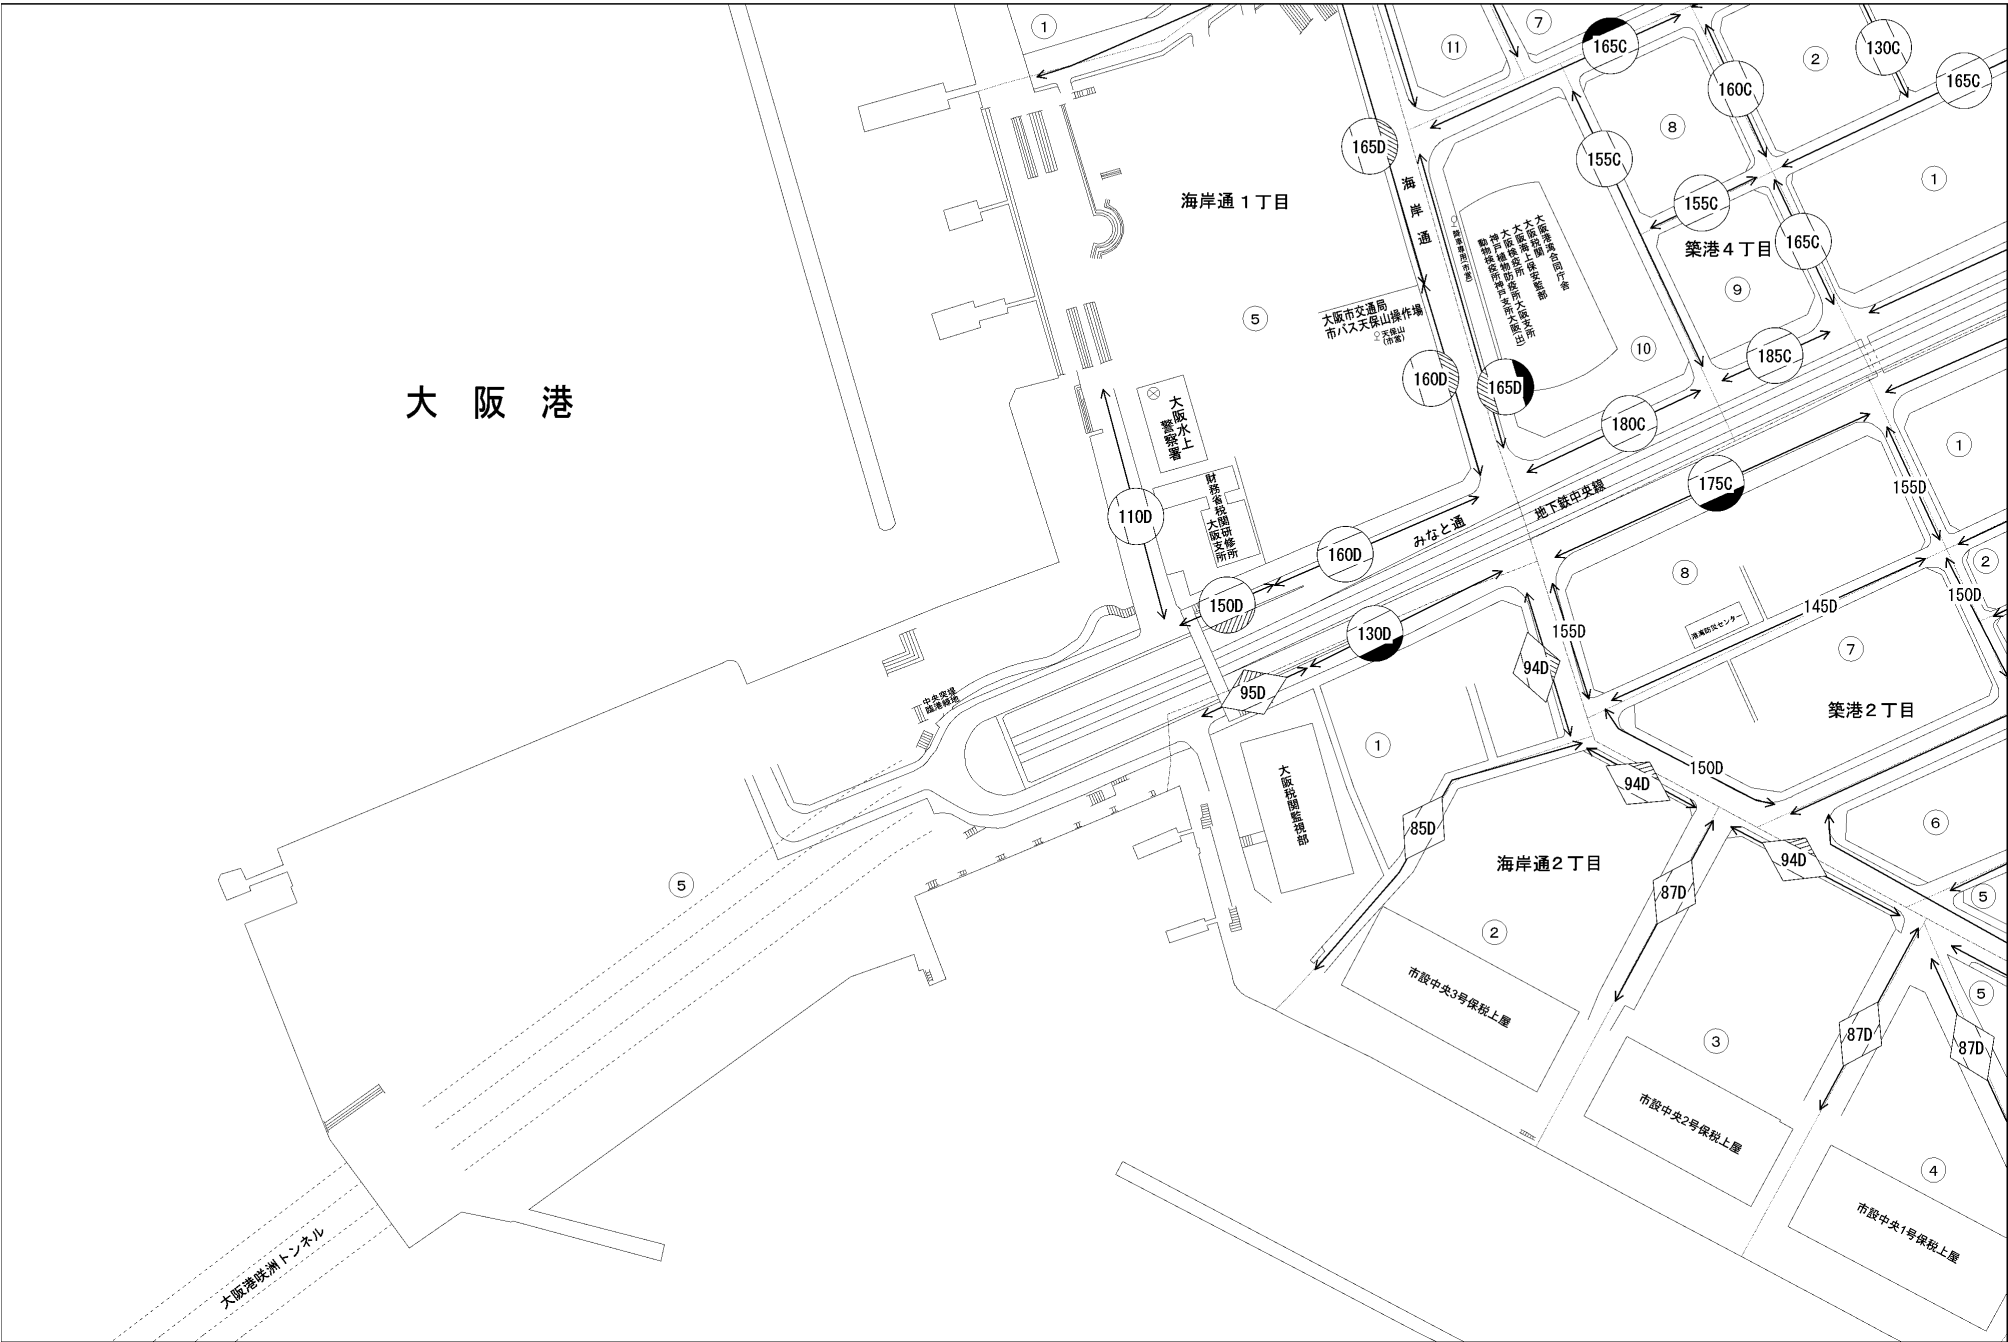 1
11
7
165C
2
130C
165C
160C
8
155C
165D
1
海岸通
海岸通1丁目
155C
築港4丁目
165C
降車専用(市営)
大阪港湾合同庁舎
大阪税関
大阪海上保安監部
大阪検疫所
神戸植物防疫所大阪支所
動物検疫所神戸支所大阪(出)
9
5
大阪市交通局
市バス天保山操作場
天保山
(市営)
10
185C
160D
165D
大阪港
大阪水上
警察署
180C
1
175C
155D
財務省税関研修所
大阪支所
地下鉄中央線
みなと通
110D
160D
150D
8
2
150D
145D
155D
130D
港湾防災センター
7
94D
95D
中央突堤
臨港緑地
築港2丁目
1
150D
94D
大阪税関監視部
85D
6
94D
海岸通2丁目
5
87D
5
2
市設中央3号保税上屋
5
87D
87D
3
市設中央2号保税上屋
4
市設中央1号保税上屋
大阪港咲洲トンネル